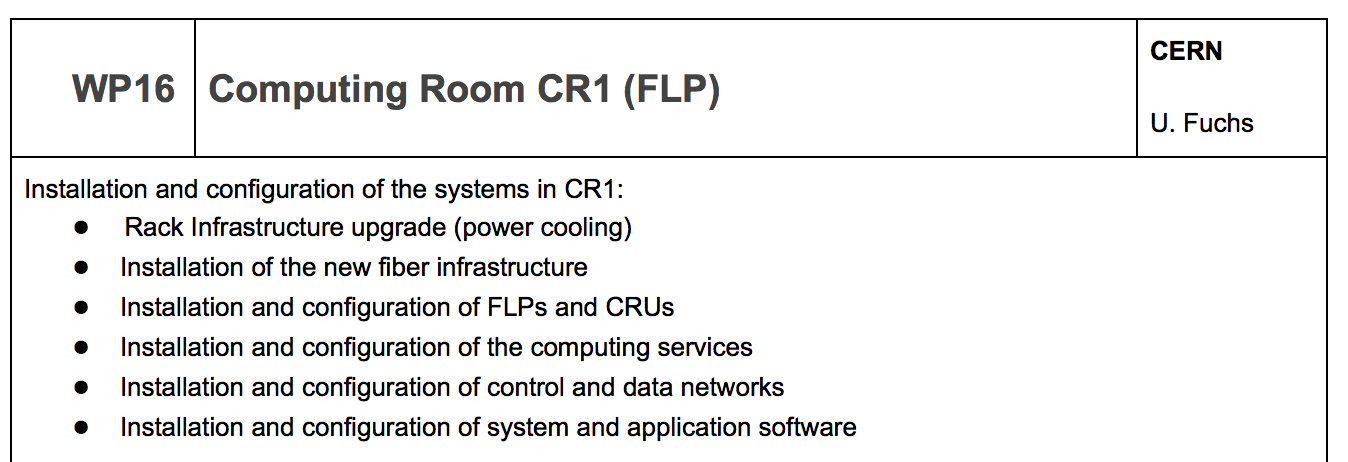 WP16
Computing Room CR1 (FLP)
CERN
U. Fuchs
Installation and configuration of the systems in CR1:
● Rack Infrastructure upgrade (power cooling)
● Installation of the new fiber infrastructure
● Installation and configuration of FLPs and CRUs
● Installation and configuration of the computing services
● Installation and configuration of control and data networks
● Installation and configuration of system and application software